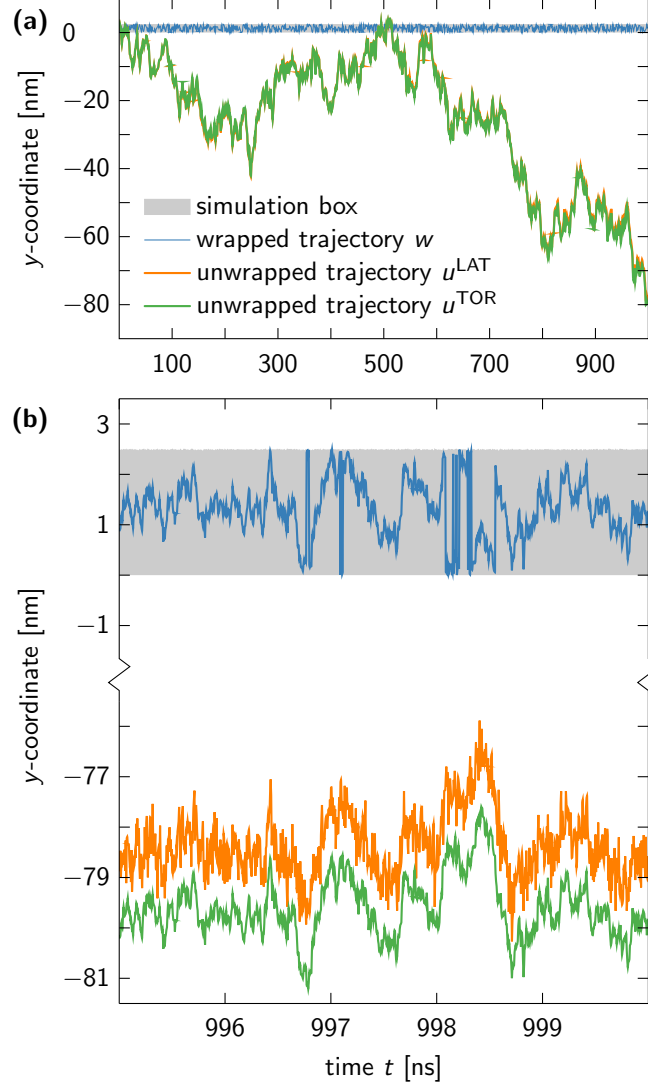 (a)
0
−20
−40
−60
−80
y-coordinate [nm]
simulation box
wrapped trajectory w
unwrapped trajectory u^LAT
unwrapped trajectory u^TOR
100 300 500 700 900
(b)
3
1
−1
−77
−79
−81
y-coordinate [nm]
996 997 998 999
time t [ns]